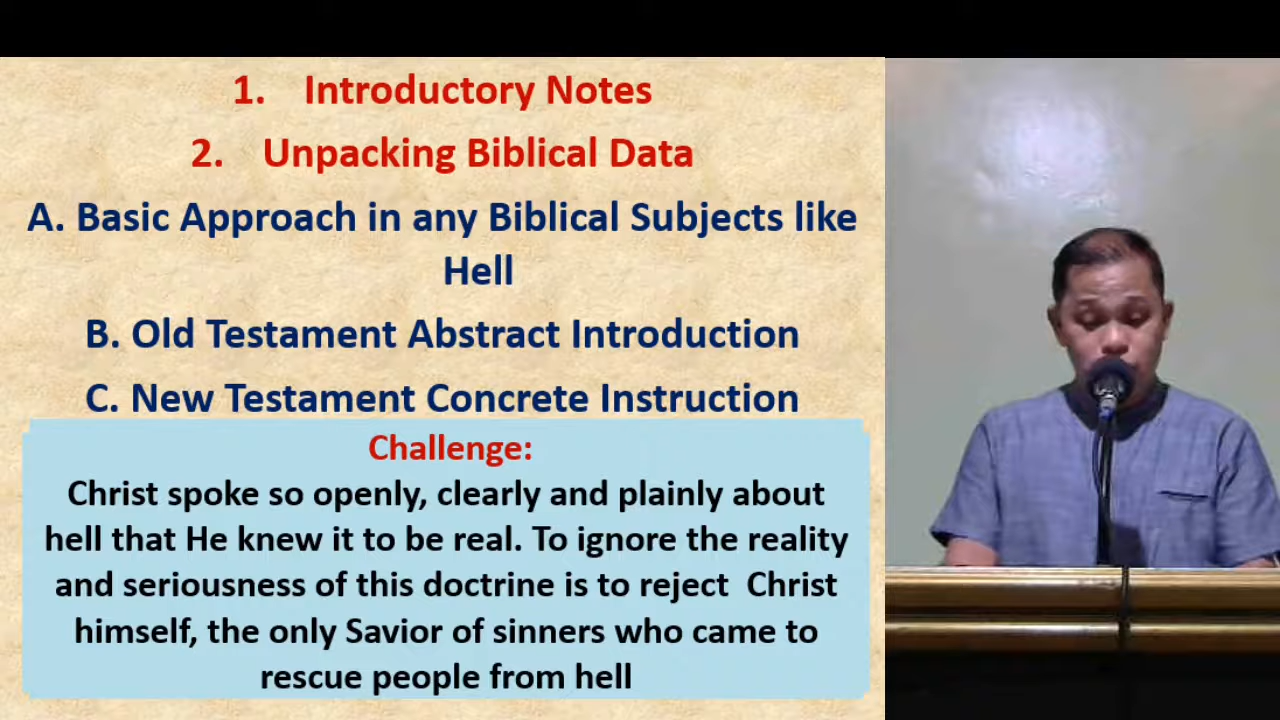 1. Introductory Notes
2. Unpacking Biblical Data
A. Basic Approach in any Biblical Subjects like
Hell
B. Old Testament Abstract Introduction
C. New Testament Concrete Instruction
Challenge:
Christ spoke so openly, clearly and plainly about
hell that He knew it to be real. To ignore the reality
and seriousness of this doctrine is to reject Christ
himself, the only Savior of sinners who came to
rescue people from hell